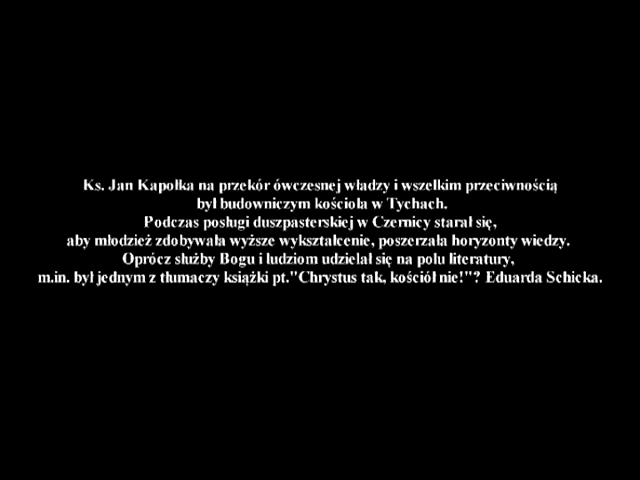 Ks. Jan Kapołka na przekór ówczesnej władzy i wszelkim przeciwnością
był budowniczym kościoła w Tychach.
Podczas posługi duszpasterskiej w Czernicy starał się,
aby młodzież zdobywała wyższe wykształcenie, poszerzała horyzonty wiedzy.
Oprócz służby Bogu i ludziom udzielał się na polu literatury,
m.in. był jednym z tłumaczy książki pt."Chrystus tak, kościół nie!"? Eduarda Schicka.